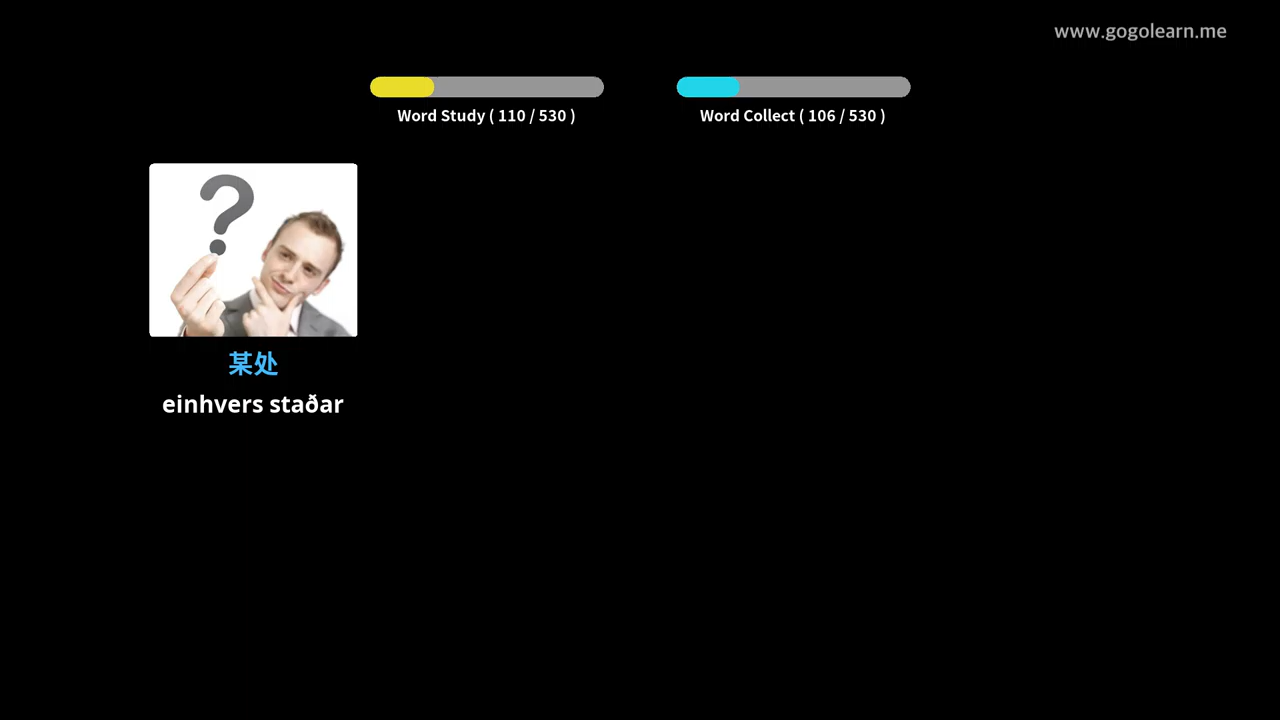 www.gogolearn.me
Word Study ( 110 / 530 )
Word Collect ( 106 / 530 )
?
某处
einhvers staðar